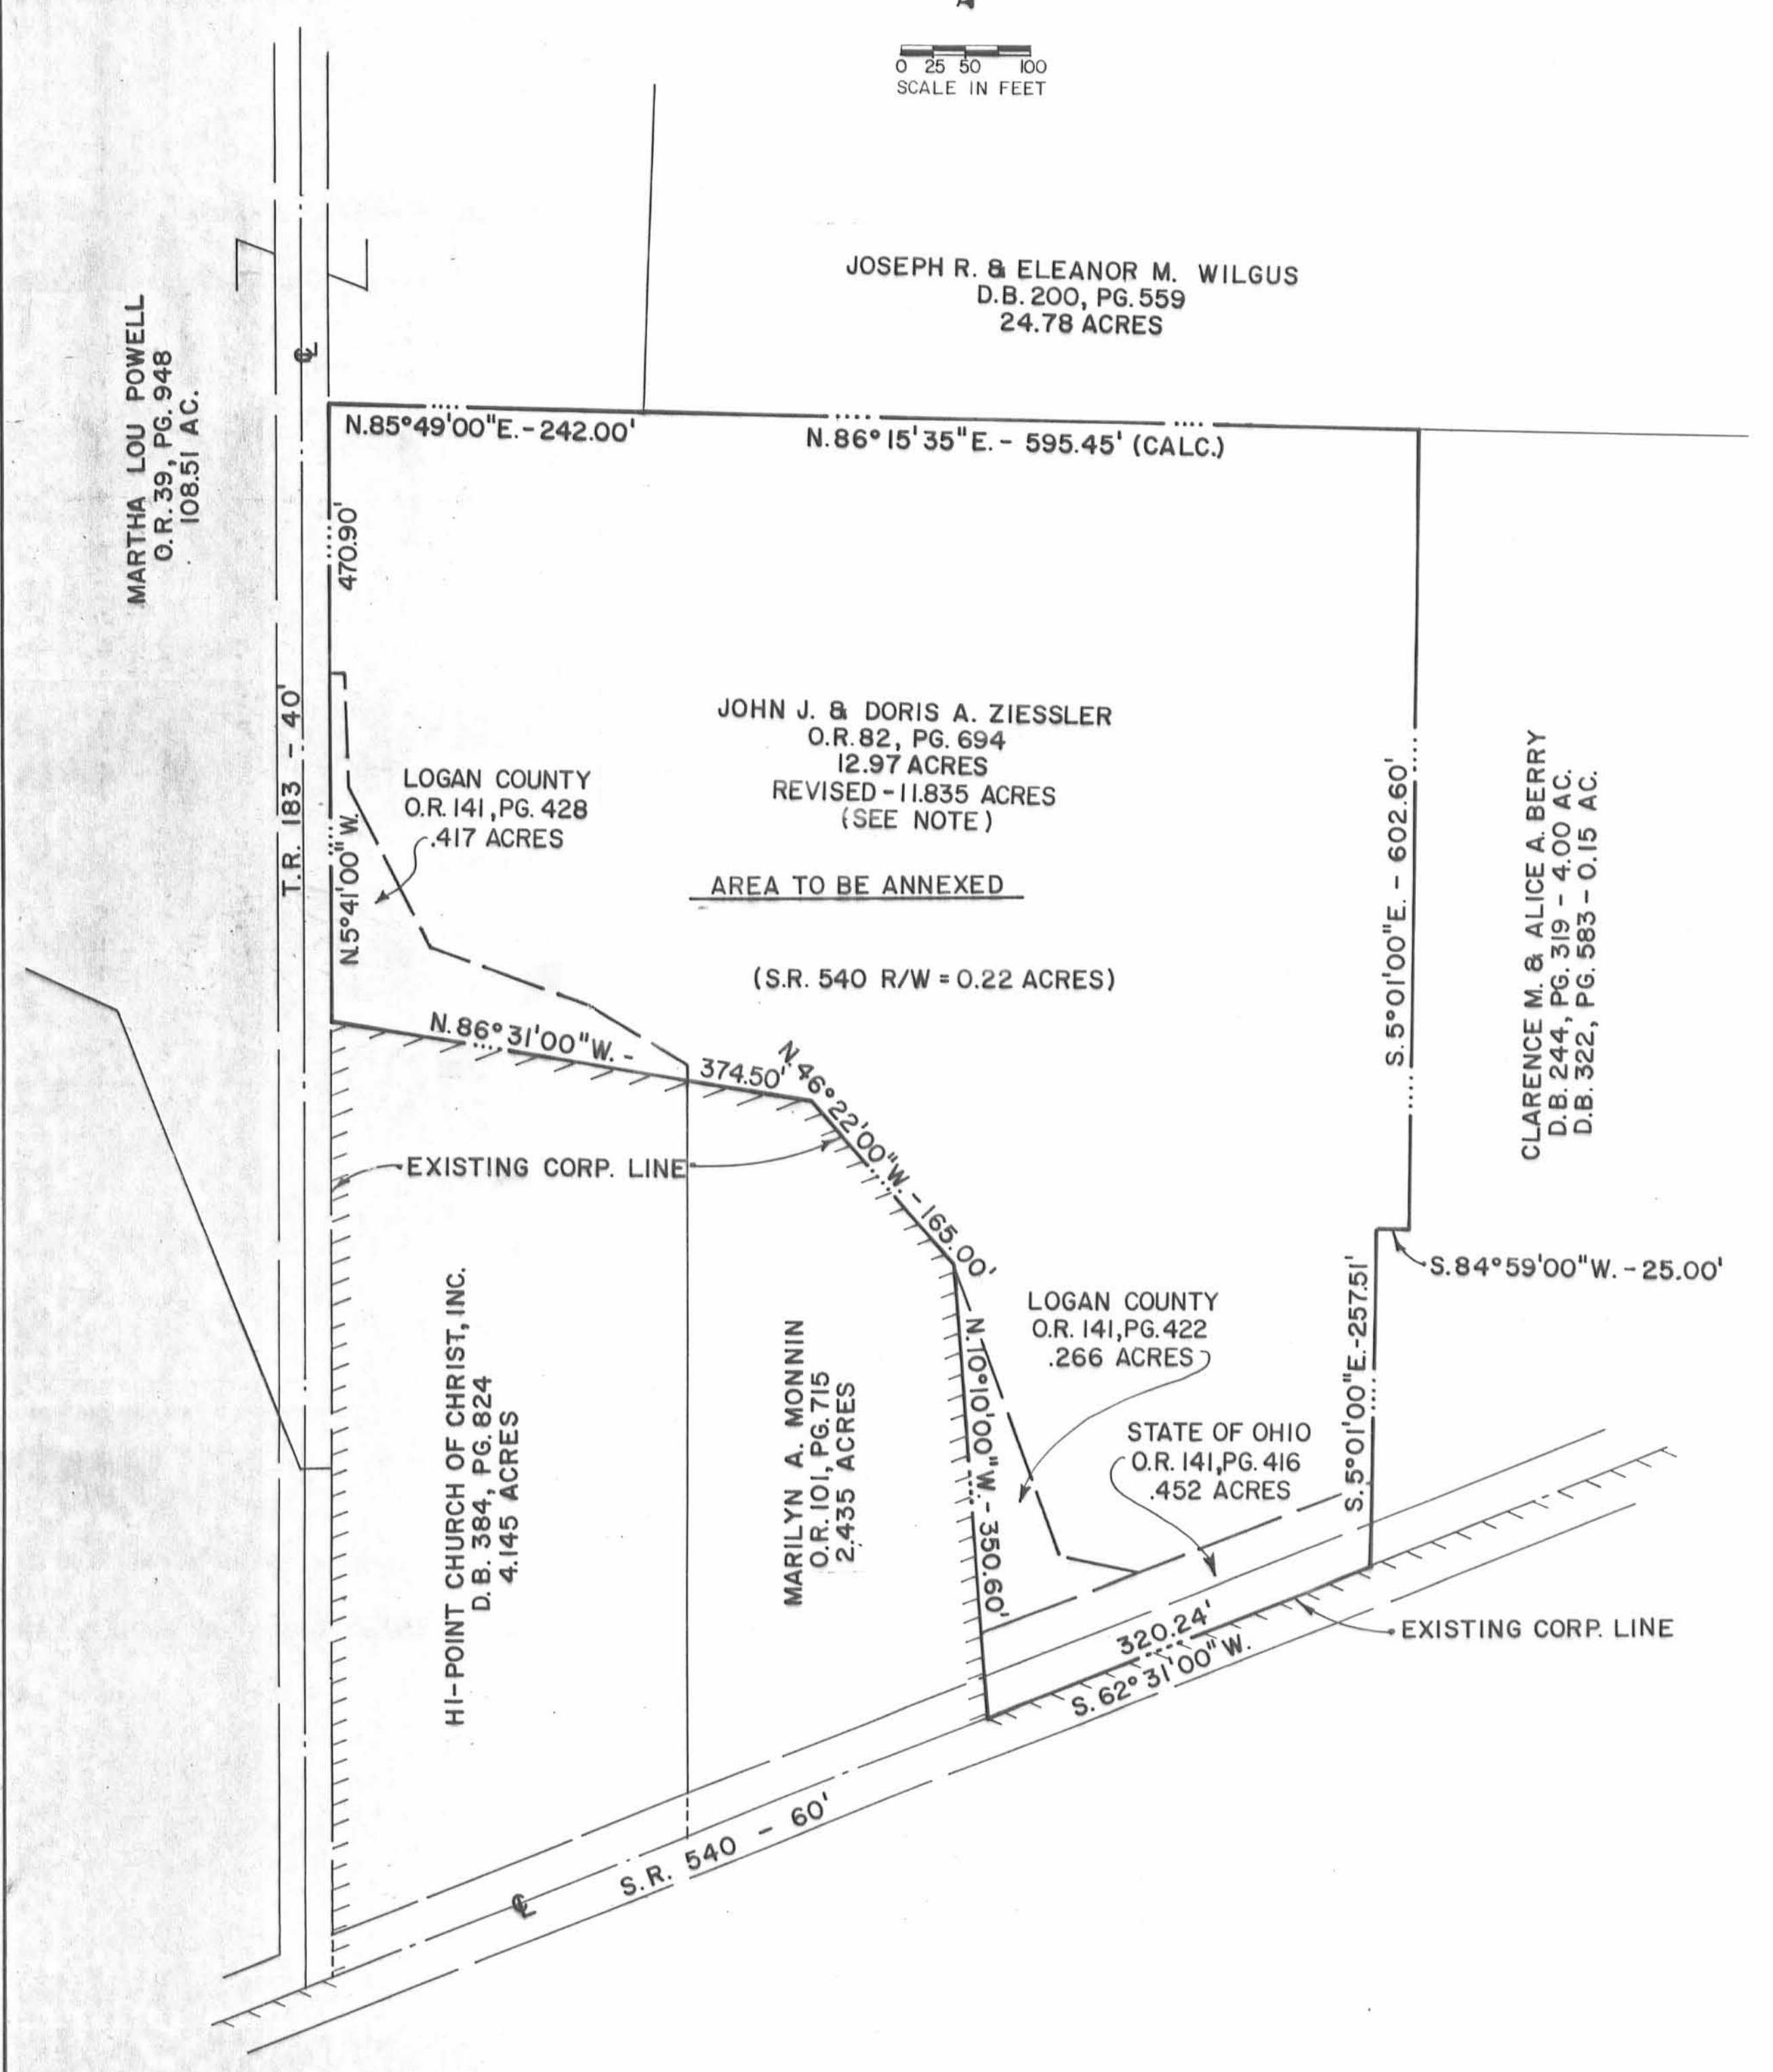 0 25 50 100
SCALE IN FEET
JOSEPH R. & ELEANOR M. WILGUS
D.B. 200, PG. 559
24.78 ACRES
MARTHA LOU POWELL
O.R. 39, PG. 948
108.51 AC.
℄
N.85°49'00"E.-242.00'
N.86°15'35"E.- 595.45' (CALC.)
470.90'
N.5°41'00"W.
T.R. 183 - 40'
LOGAN COUNTY
O.R. 141, PG. 428
.417 ACRES
JOHN J. & DORIS A. ZIESSLER
O.R. 82, PG. 694
12.97 ACRES
REVISED - 11.835 ACRES
(SEE NOTE)
AREA TO BE ANNEXED
(S.R. 540 R/W = 0.22 ACRES)
S.5°01'00"E. - 602.60'
CLARENCE M. & ALICE A. BERRY
D.B. 244, PG. 319 - 4.00 AC.
D.B. 322, PG. 583 - 0.15 AC.
N.86°31'00"W. - 374.50'
N.46°22'00"W. - 165.00'
EXISTING CORP. LINE
S.84°59'00"W. - 25.00'
S.5°01'00"E.-257.51'
LOGAN COUNTY
O.R. 141, PG. 422
.266 ACRES
N.10°10'00"W. - 350.60'
STATE OF OHIO
O.R. 141, PG. 416
.452 ACRES
HI-POINT CHURCH OF CHRIST, INC.
D.B. 384, PG. 824
4.145 ACRES
MARILYN A. MONNIN
O.R. 101, PG. 715
2.435 ACRES
320.24'
S.62°31'00"W.
EXISTING CORP. LINE
S.R. 540 - 60'
℄